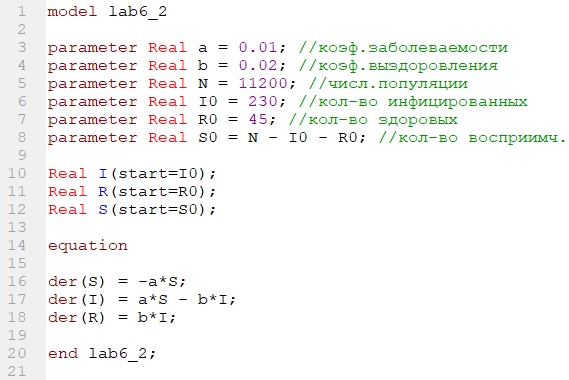 1 model lab6_2
2
3 parameter Real a = 0.01; //коэф.заболеваемости
4 parameter Real b = 0.02; //коэф.выздоровления
5 parameter Real N = 11200; //числ.популяции
6 parameter Real I0 = 230; //кол-во инфицированных
7 parameter Real R0 = 45; //кол-во здоровых
8 parameter Real S0 = N - I0 - R0; //кол-во восприимч.
9
10 Real I(start=I0);
11 Real R(start=R0);
12 Real S(start=S0);
13
14 equation
15
16 der(S) = -a*S;
17 der(I) = a*S - b*I;
18 der(R) = b*I;
19
20 end lab6_2;
21